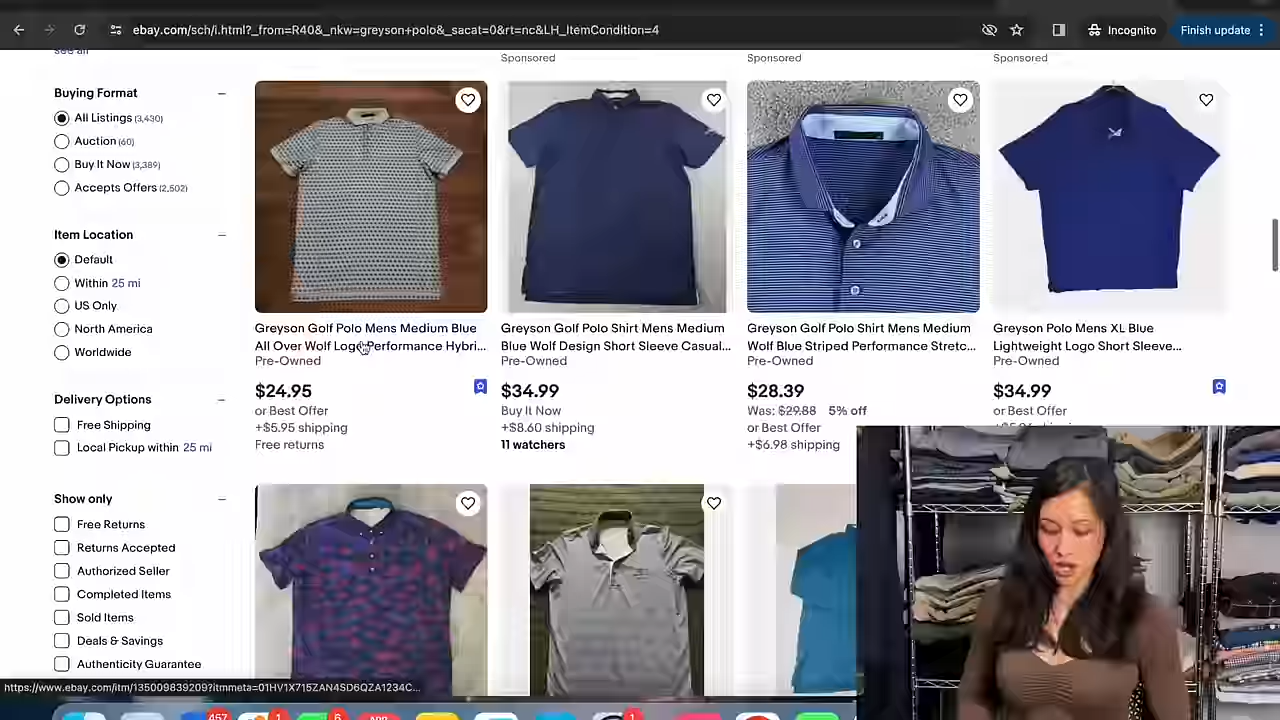 ebay.com/sch/i.html?_from=R40&_nkw=greyson+polo&_sacat=0&rt=nc&LH_ItemCondition=4
Incognito
Finish update
see all
Buying Format
All Listings (3,430)
Auction (60)
Buy It Now (3,389)
Accepts Offers (2,502)
Item Location
Default
Within 25 mi
US Only
North America
Worldwide
Delivery Options
Free Shipping
Local Pickup within 25 mi
Show only
Free Returns
Returns Accepted
Authorized Seller
Completed Items
Sold Items
Deals & Savings
Authenticity Guarantee
Sponsored
Sponsored
Sponsored
Greyson Golf Polo Mens Medium Blue
All Over Wolf Logo Performance Hybri...
Pre-Owned
$24.95
or Best Offer
+$5.95 shipping
Free returns
Greyson Golf Polo Shirt Mens Medium
Blue Wolf Design Short Sleeve Casual...
Pre-Owned
$34.99
Buy It Now
+$8.60 shipping
11 watchers
Greyson Golf Polo Shirt Mens Medium
Wolf Blue Striped Performance Stretc...
Pre-Owned
$28.39
Was: $29.88 5% off
or Best Offer
+$6.98 shipping
Greyson Polo Mens XL Blue
Lightweight Logo Short Sleeve...
Pre-Owned
$34.99
or Best Offer
https://www.ebay.com/itm/135009839209?itmmeta=01HV1X715ZAN4SD6QZA1234C...
457
1
APR
6
1